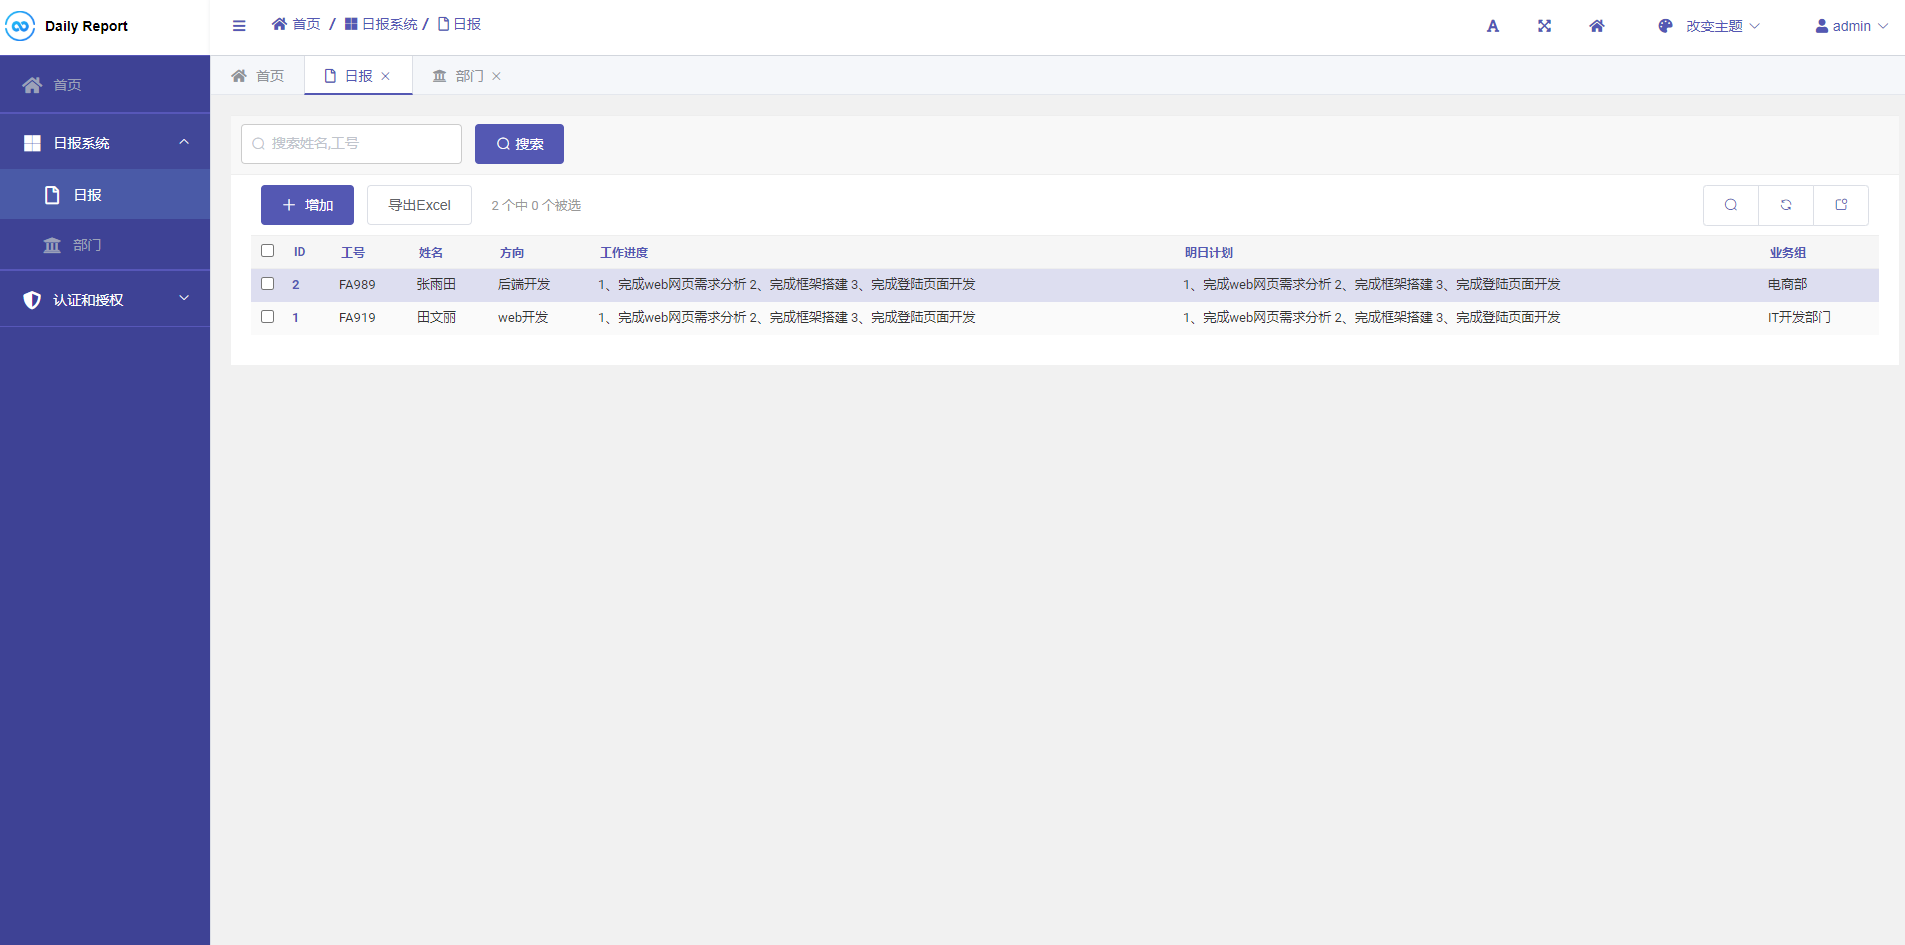 Daily Report
首页 / 日报系统 / 日报
改变主题
admin
首页
日报系统
日报
部门
认证和授权
首页 日报 部门
搜索姓名,工号 搜索
增加 导出Excel 2 个中 0 个被选
ID 工号 姓名 方向 工作进度 明日计划 业务组
2 FA989 张雨田 后端开发 1、完成web网页需求分析 2、完成框架搭建 3、完成登陆页面开发 1、完成web网页需求分析 2、完成框架搭建 3、完成登陆页面开发 电商部
1 FA919 田文丽 web开发 1、完成web网页需求分析 2、完成框架搭建 3、完成登陆页面开发 1、完成web网页需求分析 2、完成框架搭建 3、完成登陆页面开发 IT开发部门